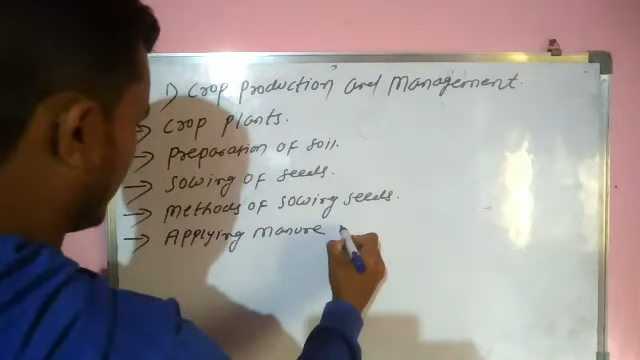 1) Crop production and Management.
→ Crop plants.
→ Preparation of soil.
→ Sowing of seeds.
→ Methods of sowing seeds.
→ Applying manure